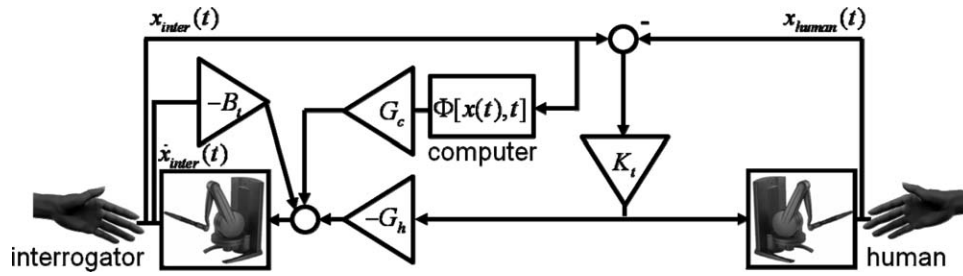 x_inter(t)
-
x_human(t)
-B_t
G_c
Φ[x(t),t]
computer
ẋ_inter(t)
K_t
-G_h
interrogator
human